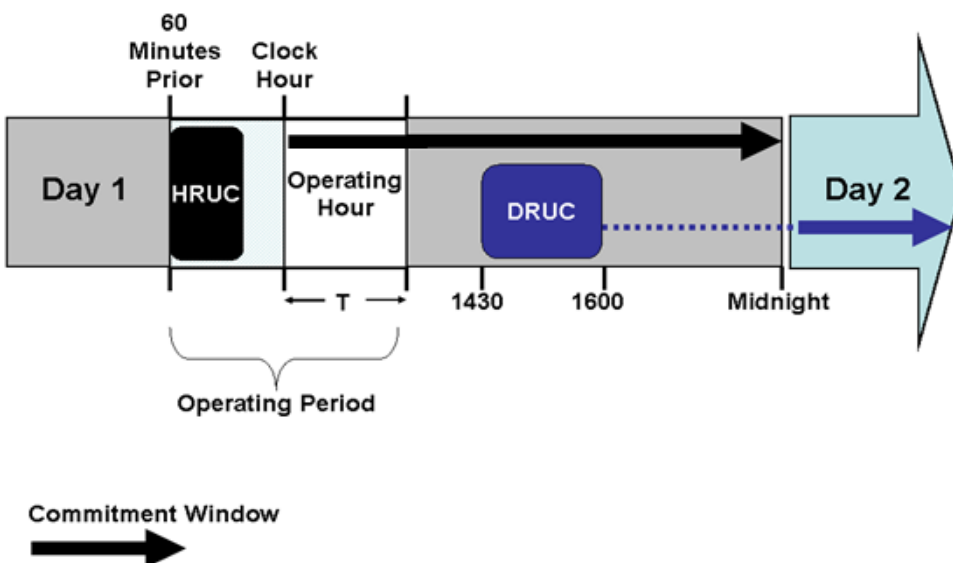 60
Minutes
Prior
Clock
Hour
Day 1
HRUC
Operating
Hour
DRUC
Day 2
T
1430
1600
Midnight
Operating Period
Commitment Window